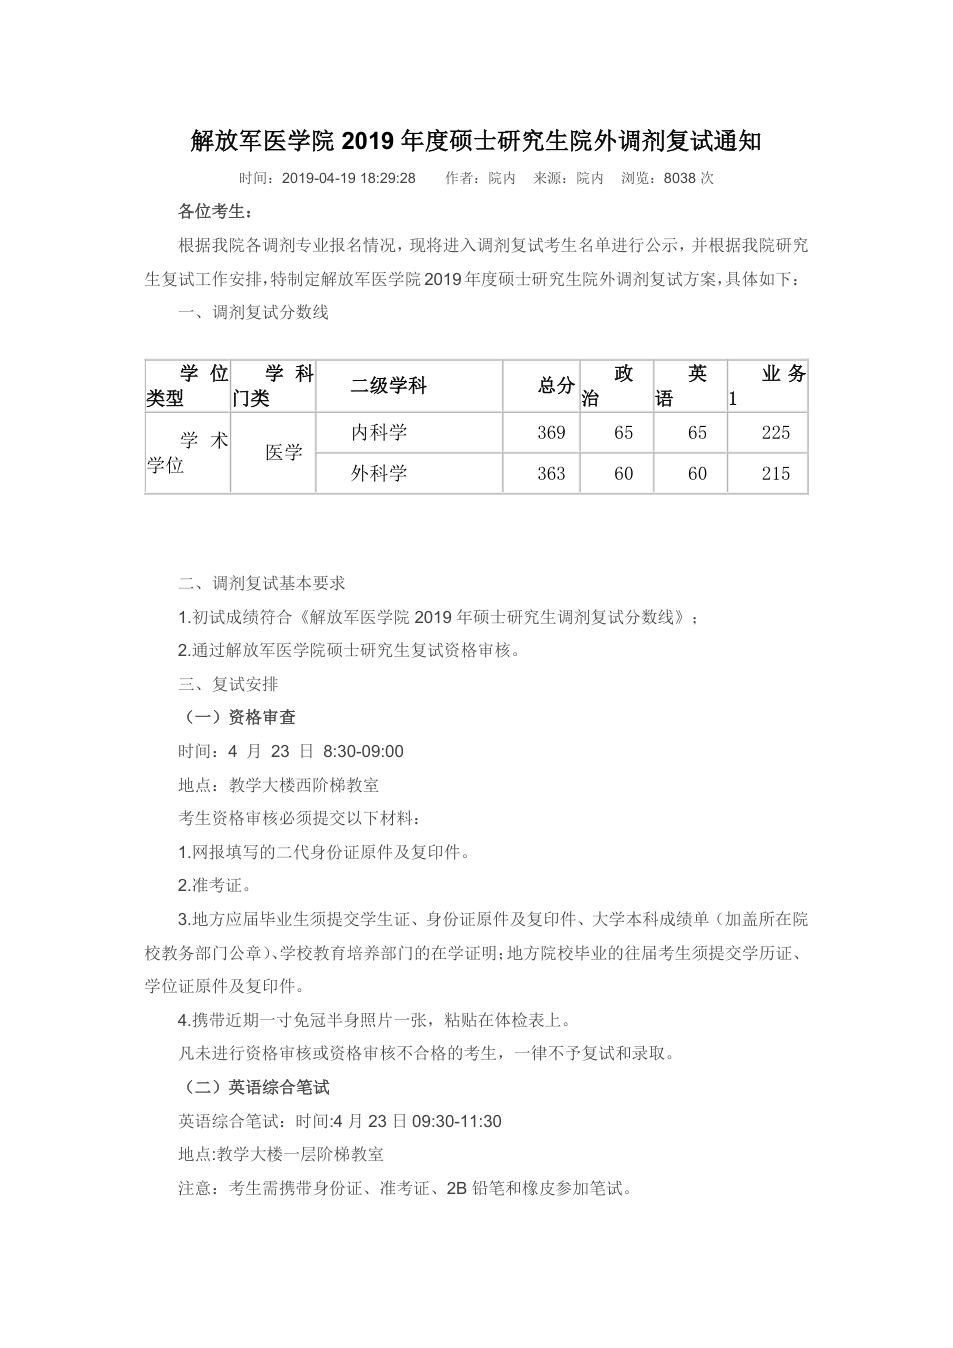 解放军医学院 2019 年度硕士研究生院外调剂复试通知
时间：2019-04-19 18:29:28 作者：院内 来源：院内 浏览：8038 次
各位考生：
根据我院各调剂专业报名情况，现将进入调剂复试考生名单进行公示，并根据我院研究
生复试工作安排，特制定解放军医学院 2019 年度硕士研究生院外调剂复试方案，具体如下：
一、调剂复试分数线
学位类型 学科门类 二级学科 总分 政治 英语 业务1
学术学位 医学 内科学 369 65 65 225
外科学 363 60 60 215
二、调剂复试基本要求
1.初试成绩符合《解放军医学院 2019 年硕士研究生调剂复试分数线》；
2.通过解放军医学院硕士研究生复试资格审核。
三、复试安排
（一）资格审查
时间：4 月 23 日 8:30-09:00
地点：教学大楼西阶梯教室
考生资格审核必须提交以下材料：
1.网报填写的二代身份证原件及复印件。
2.准考证。
3.地方应届毕业生须提交学生证、身份证原件及复印件、大学本科成绩单（加盖所在院
校教务部门公章）、学校教育培养部门的在学证明；地方院校毕业的往届考生须提交学历证、
学位证原件及复印件。
4.携带近期一寸免冠半身照片一张，粘贴在体检表上。
凡未进行资格审核或资格审核不合格的考生，一律不予复试和录取。
（二）英语综合笔试
英语综合笔试：时间:4 月 23 日 09:30-11:30
地点:教学大楼一层阶梯教室
注意：考生需携带身份证、准考证、2B 铅笔和橡皮参加笔试。